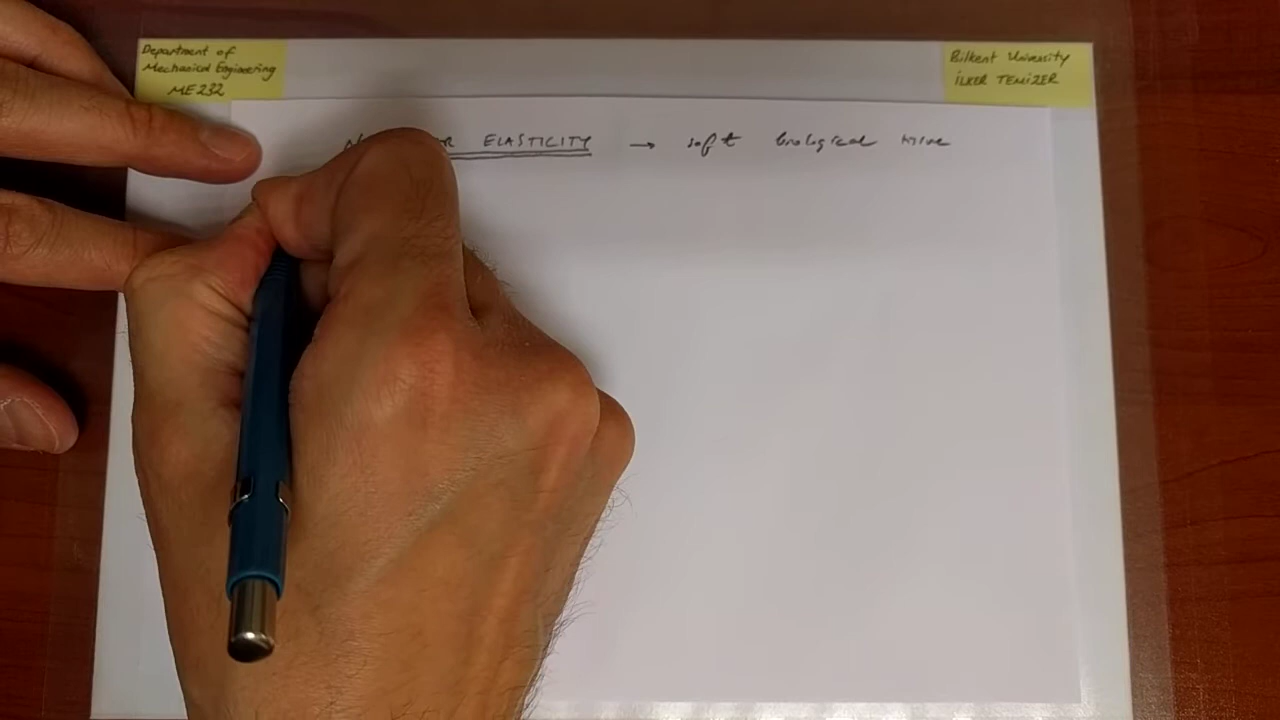 Department of
Mechanical Engineering
ME232
Bilkent University
İLKER TEMİZER
ELASTICITY → soft biological tissue